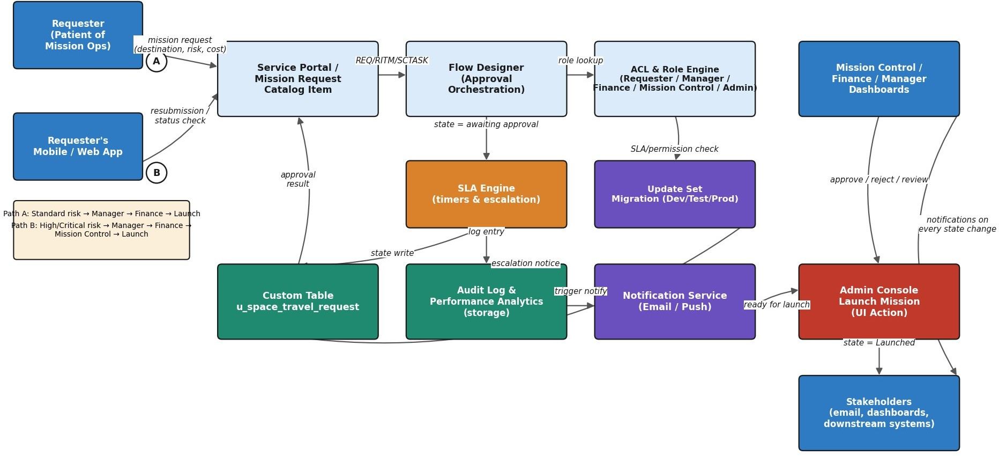 Requester
(Patient of
Mission Ops)
mission request
(destination, risk, cost)
A
Service Portal /
Mission Request
Catalog Item
REQ/RITM/SCTASK
Flow Designer
(Approval
Orchestration)
role lookup
ACL & Role Engine
(Requester / Manager /
Finance / Mission Control / Admin)
Mission Control /
Finance / Manager
Dashboards
resubmission /
status check
Requester's
Mobile / Web App
B
state = awaiting approval
SLA/permission check
approval
result
SLA Engine
(timers & escalation)
Update Set
Migration (Dev/Test/Prod)
approve / reject / review
Path A: Standard risk → Manager → Finance → Launch
Path B: High/Critical risk → Manager → Finance →
Mission Control → Launch
notifications on
every state change
log entry
state write
escalation notice
Custom Table
u_space_travel_request
Audit Log &
Performance Analytics
(storage)
trigger notify
Notification Service
(Email / Push)
ready for launch
Admin Console
Launch Mission
(UI Action)
state = Launched
Stakeholders
(email, dashboards,
downstream systems)